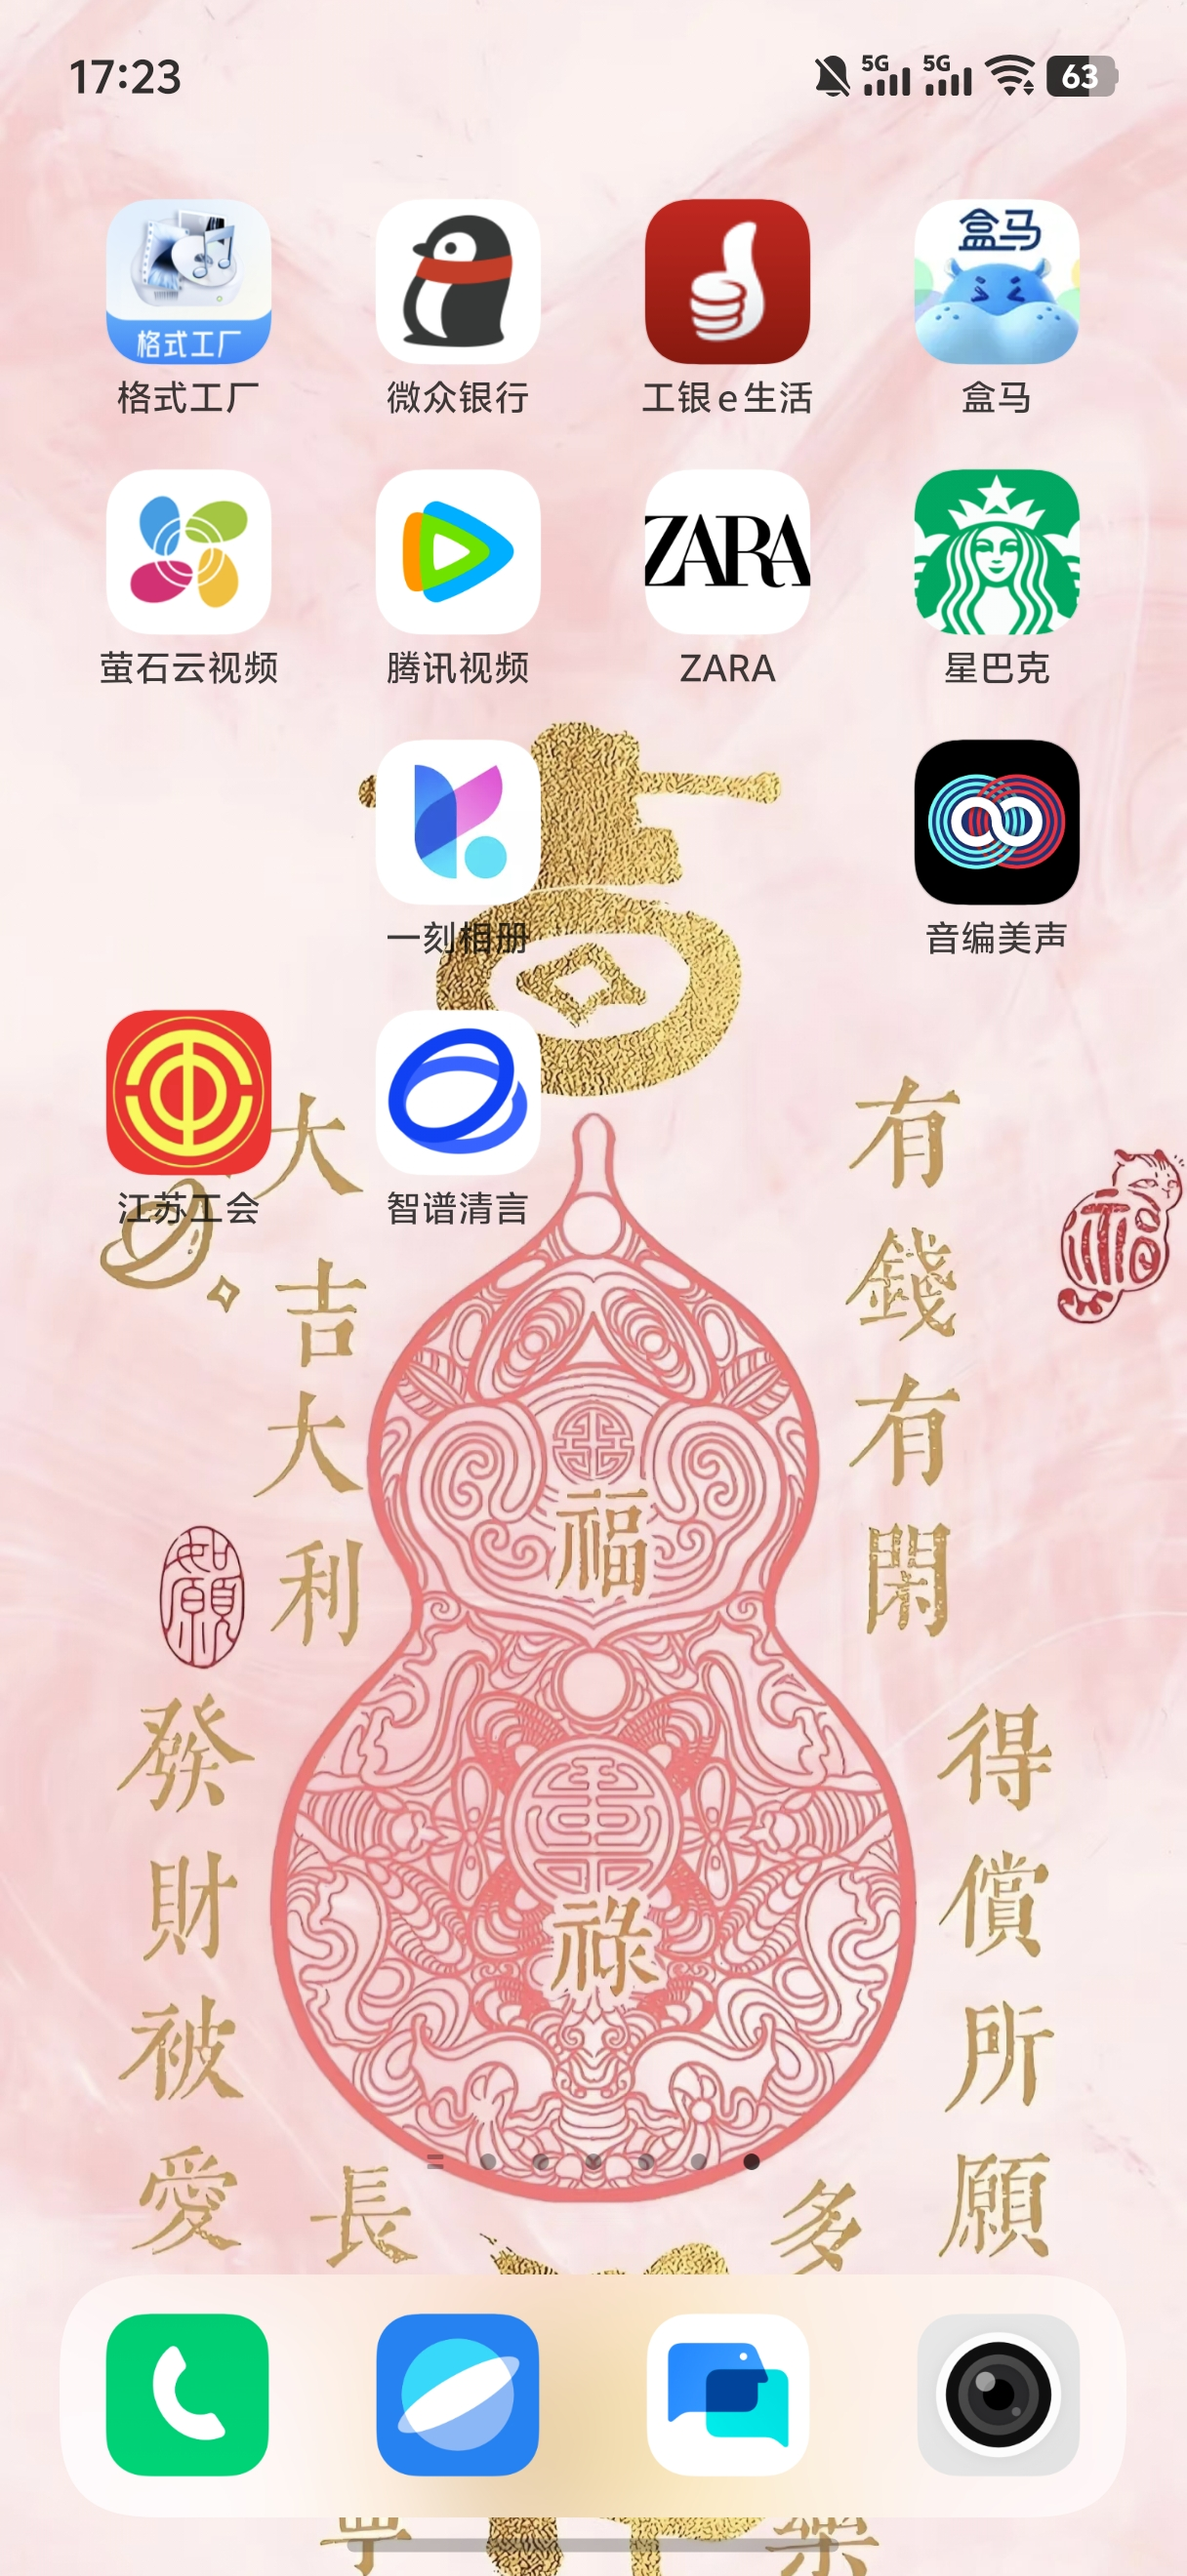 17:23
5G 5G 63
盒马
格式工厂
格式工厂 微众银行 工银e生活 盒马
ZARA
萤石云视频 腾讯视频 ZARA 星巴克
一刻相册 音编美声
江苏工会 智谱清言
大吉大利
有錢有閑
福
如願
福
祿
發財被愛
得償所願
長
多
樂